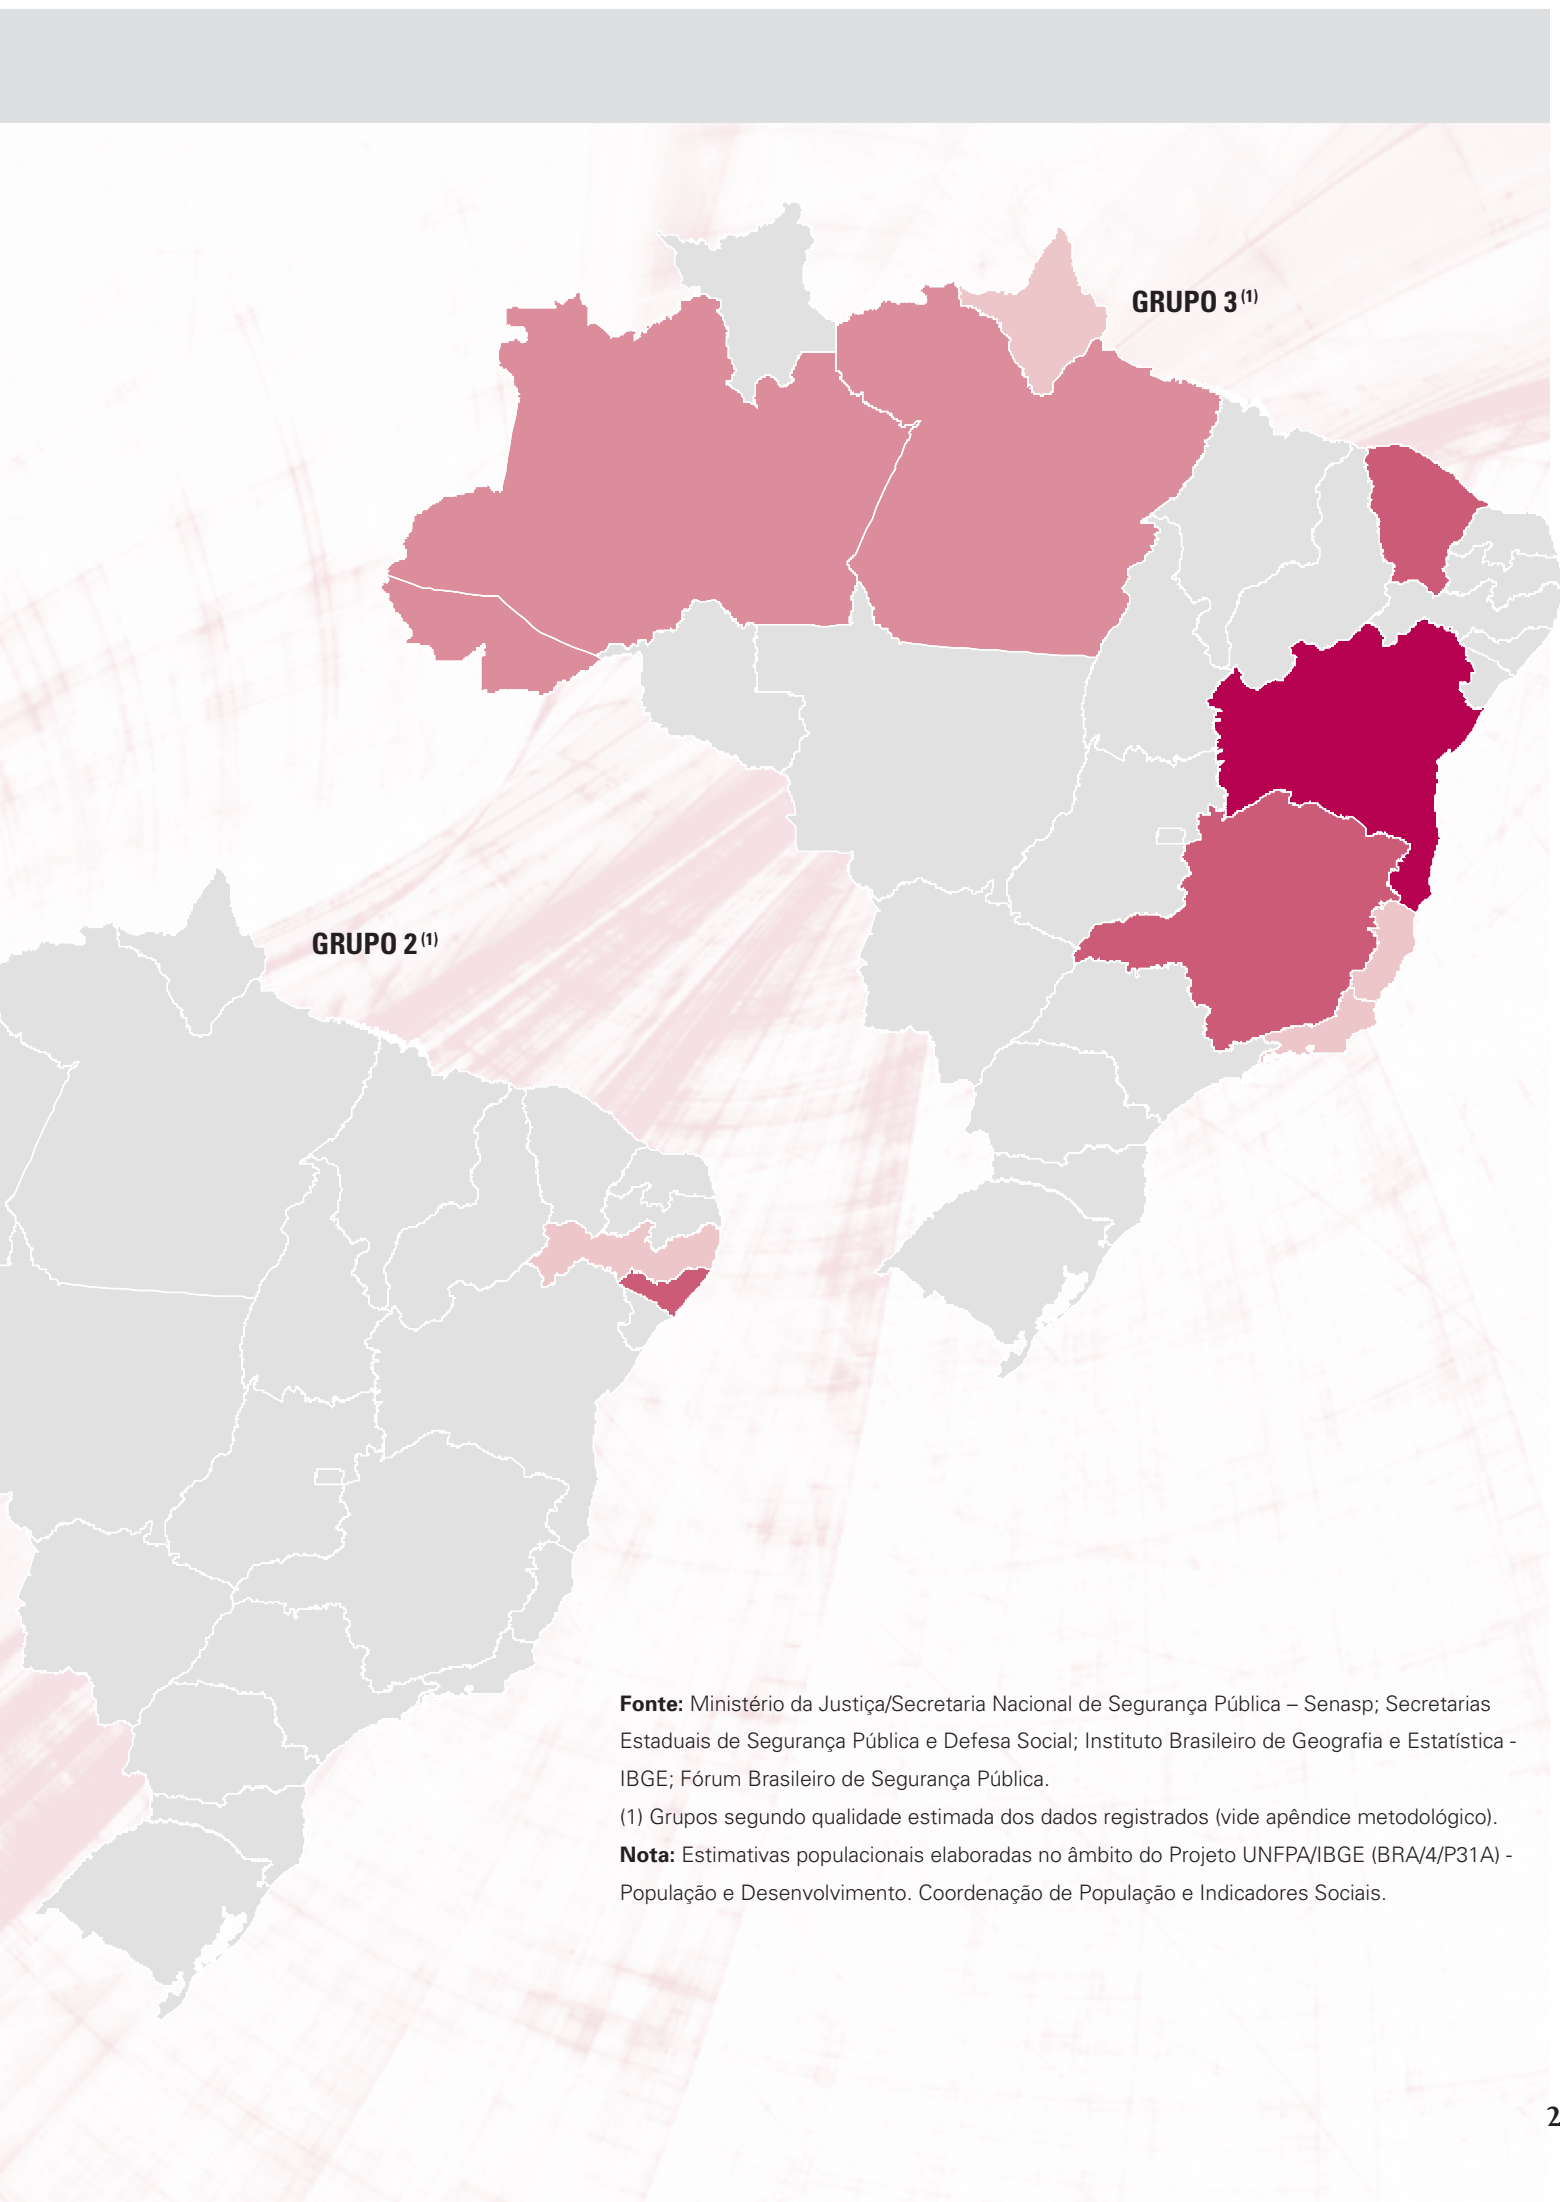 GRUPO 3 (1)
GRUPO 2 (1)
Fonte: Ministério da Justiça/Secretaria Nacional de Segurança Pública – Senasp; Secretarias
Estaduais de Segurança Pública e Defesa Social; Instituto Brasileiro de Geografia e Estatística -
IBGE; Fórum Brasileiro de Segurança Pública.
(1) Grupos segundo qualidade estimada dos dados registrados (vide apêndice metodológico).
Nota: Estimativas populacionais elaboradas no âmbito do Projeto UNFPA/IBGE (BRA/4/P31A) -
População e Desenvolvimento. Coordenação de População e Indicadores Sociais.
2